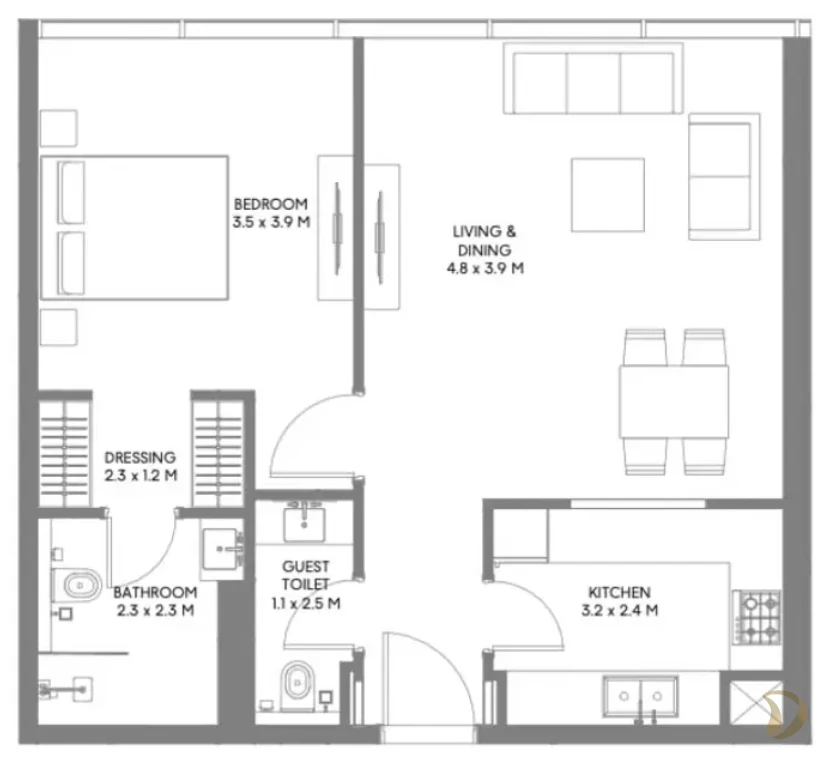 BEDROOM
3.5 x 3.9 M
LIVING &
DINING
4.8 x 3.9 M
DRESSING
2.3 x 1.2 M
GUEST
TOILET
1.1 x 2.5 M
BATHROOM
2.3 x 2.3 M
KITCHEN
3.2 x 2.4 M